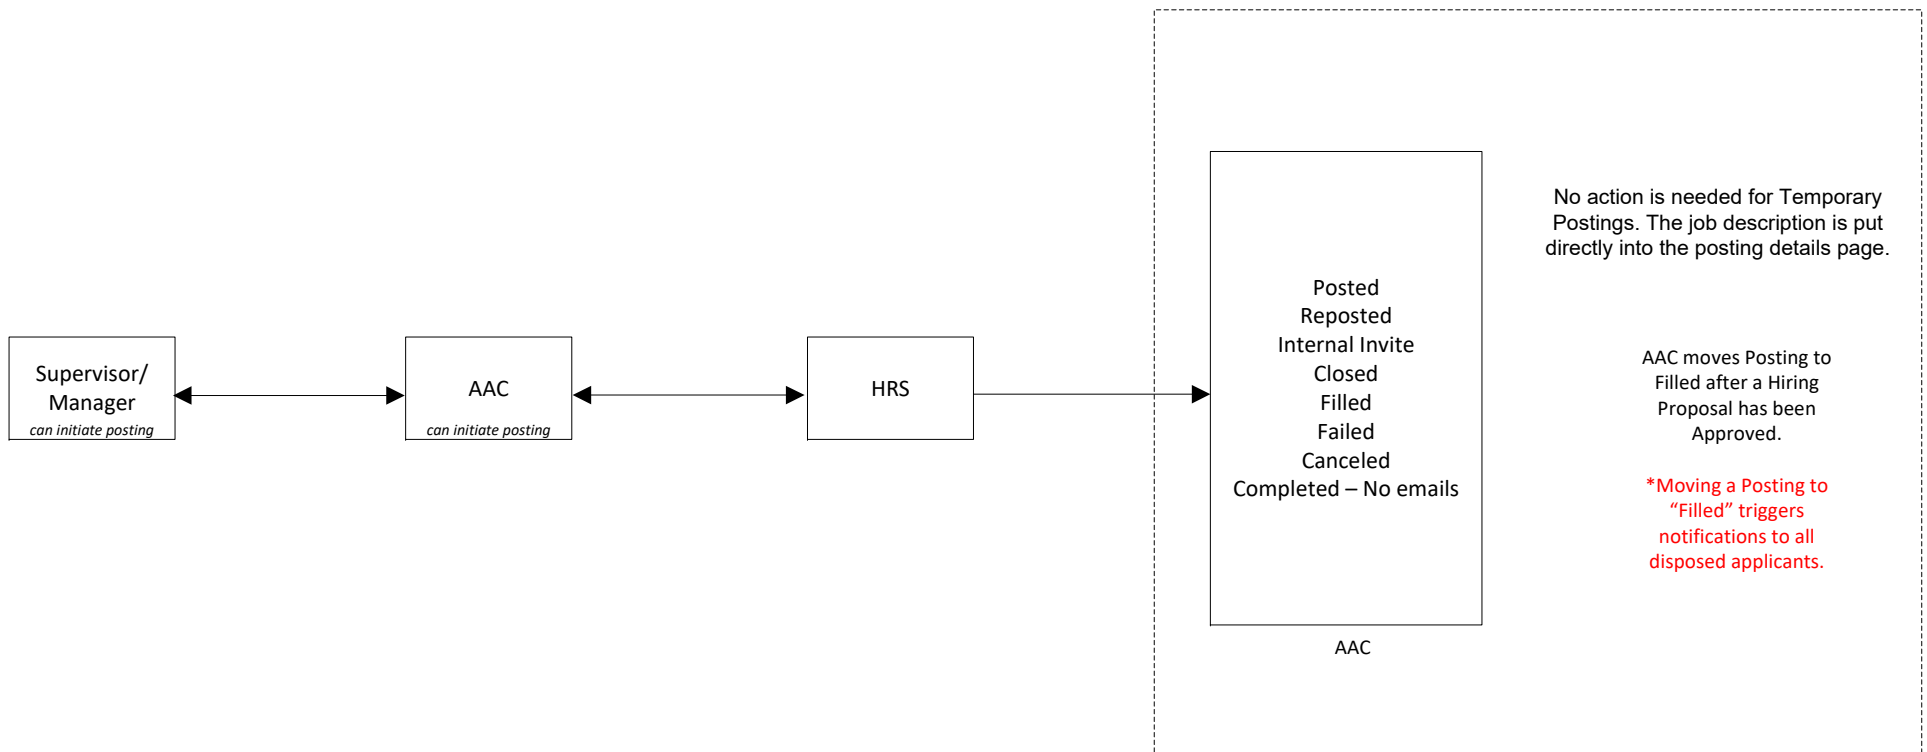 Supervisor/
Manager
can initiate posting
AAC
can initiate posting
HRS
Posted
Reposted
Internal Invite
Closed
Filled
Failed
Canceled
Completed – No emails
AAC
No action is needed for Temporary
Postings. The job description is put
directly into the posting details page.
AAC moves Posting to
Filled after a Hiring
Proposal has been
Approved.
*Moving a Posting to
“Filled” triggers
notifications to all
disposed applicants.